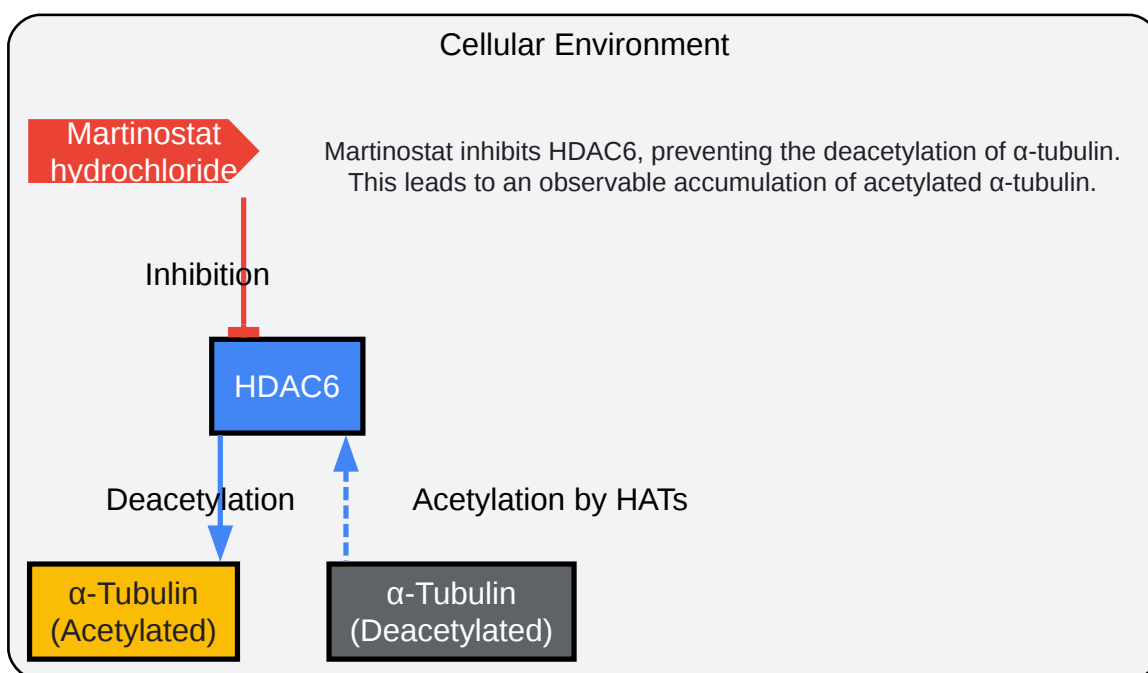 Cellular Environment
Martinostat
hydrochloride
Martinostat inhibits HDAC6, preventing the deacetylation of α-tubulin.
This leads to an observable accumulation of acetylated α-tubulin.
Inhibition
HDAC6
Deacetylation
Acetylation by HATs
α-Tubulin
(Acetylated)
α-Tubulin
(Deacetylated)